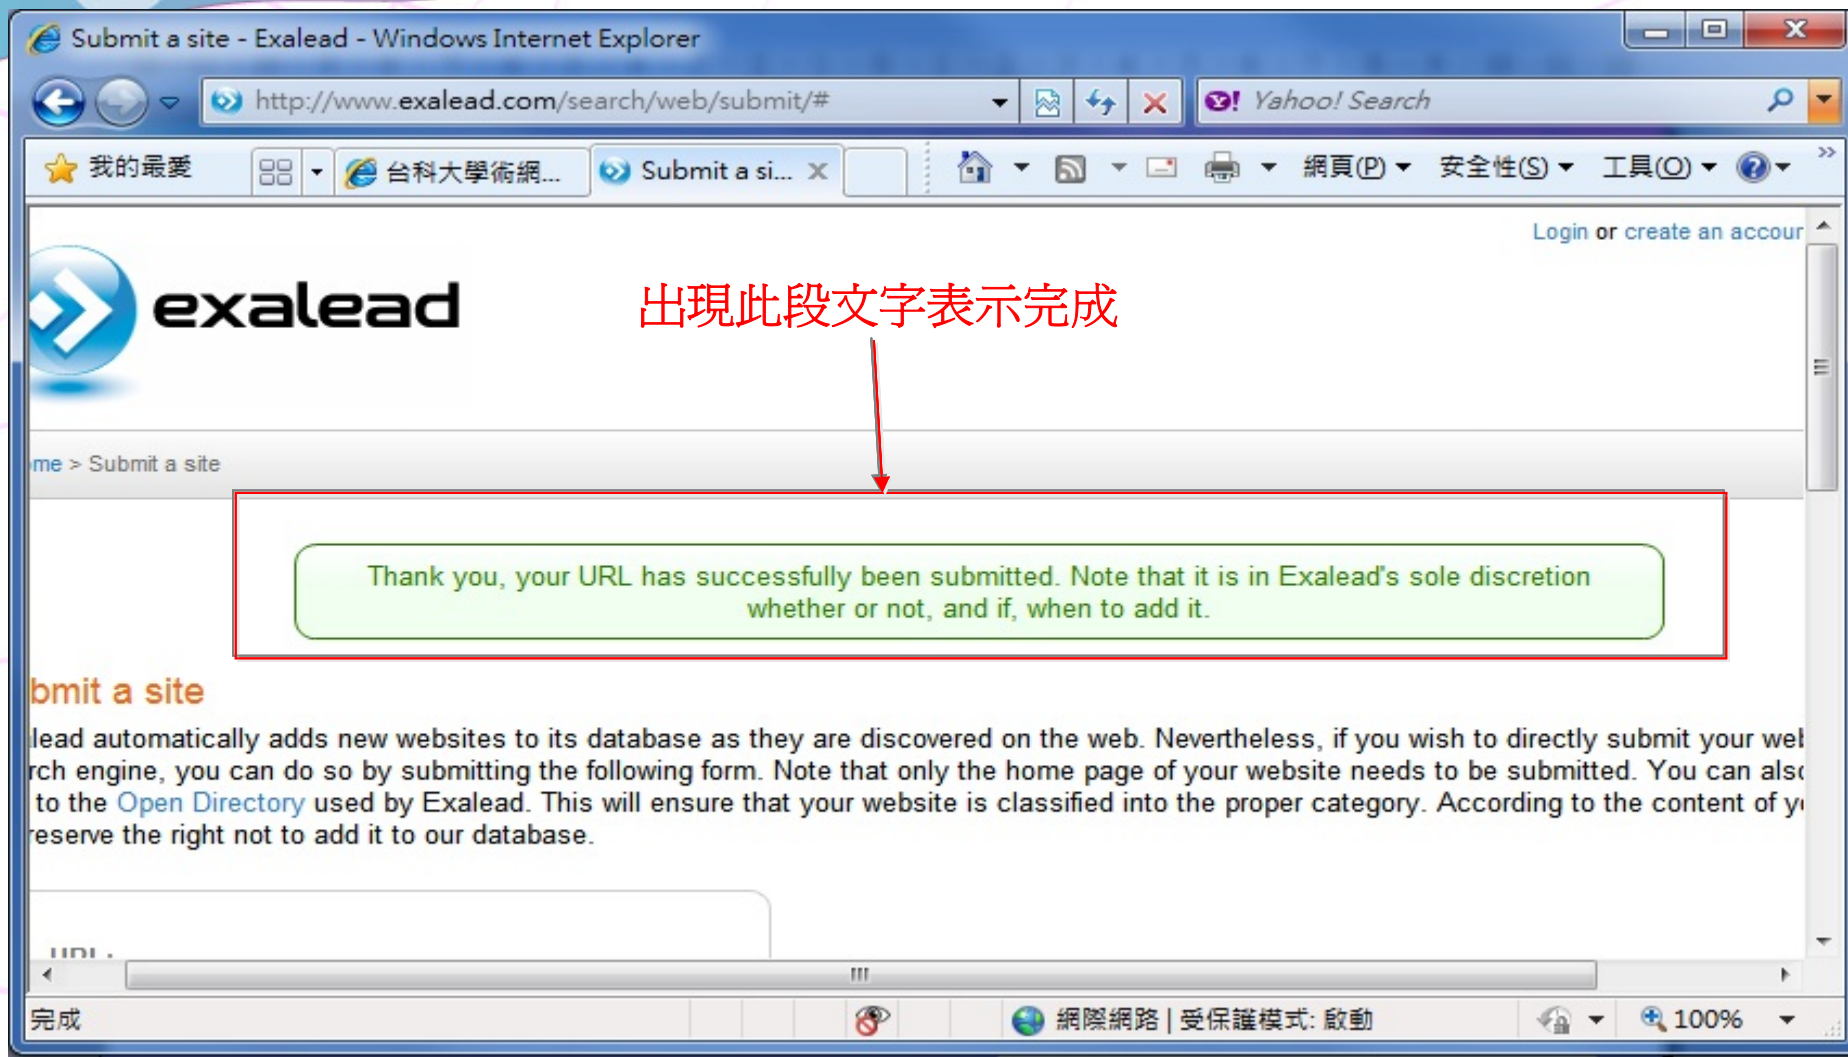 Submit a site - Exalead - Windows Internet Explorer
http://www.exalead.com/search/web/submit/#
Yahoo! Search
我的最愛
台科大學術網...
Submit a si...
網頁(P)
安全性(S)
工具(O)
Login or create an accour
exalead
出現此段文字表示完成
me > Submit a site
Thank you, your URL has successfully been submitted. Note that it is in Exalead's sole discretion
whether or not, and if, when to add it.
bmit a site
lead automatically adds new websites to its database as they are discovered on the web. Nevertheless, if you wish to directly submit your web
rch engine, you can do so by submitting the following form. Note that only the home page of your website needs to be submitted. You can also
to the Open Directory used by Exalead. This will ensure that your website is classified into the proper category. According to the content of y
reserve the right not to add it to our database.
URL:
完成
網際網路 | 受保護模式: 啟動
100%